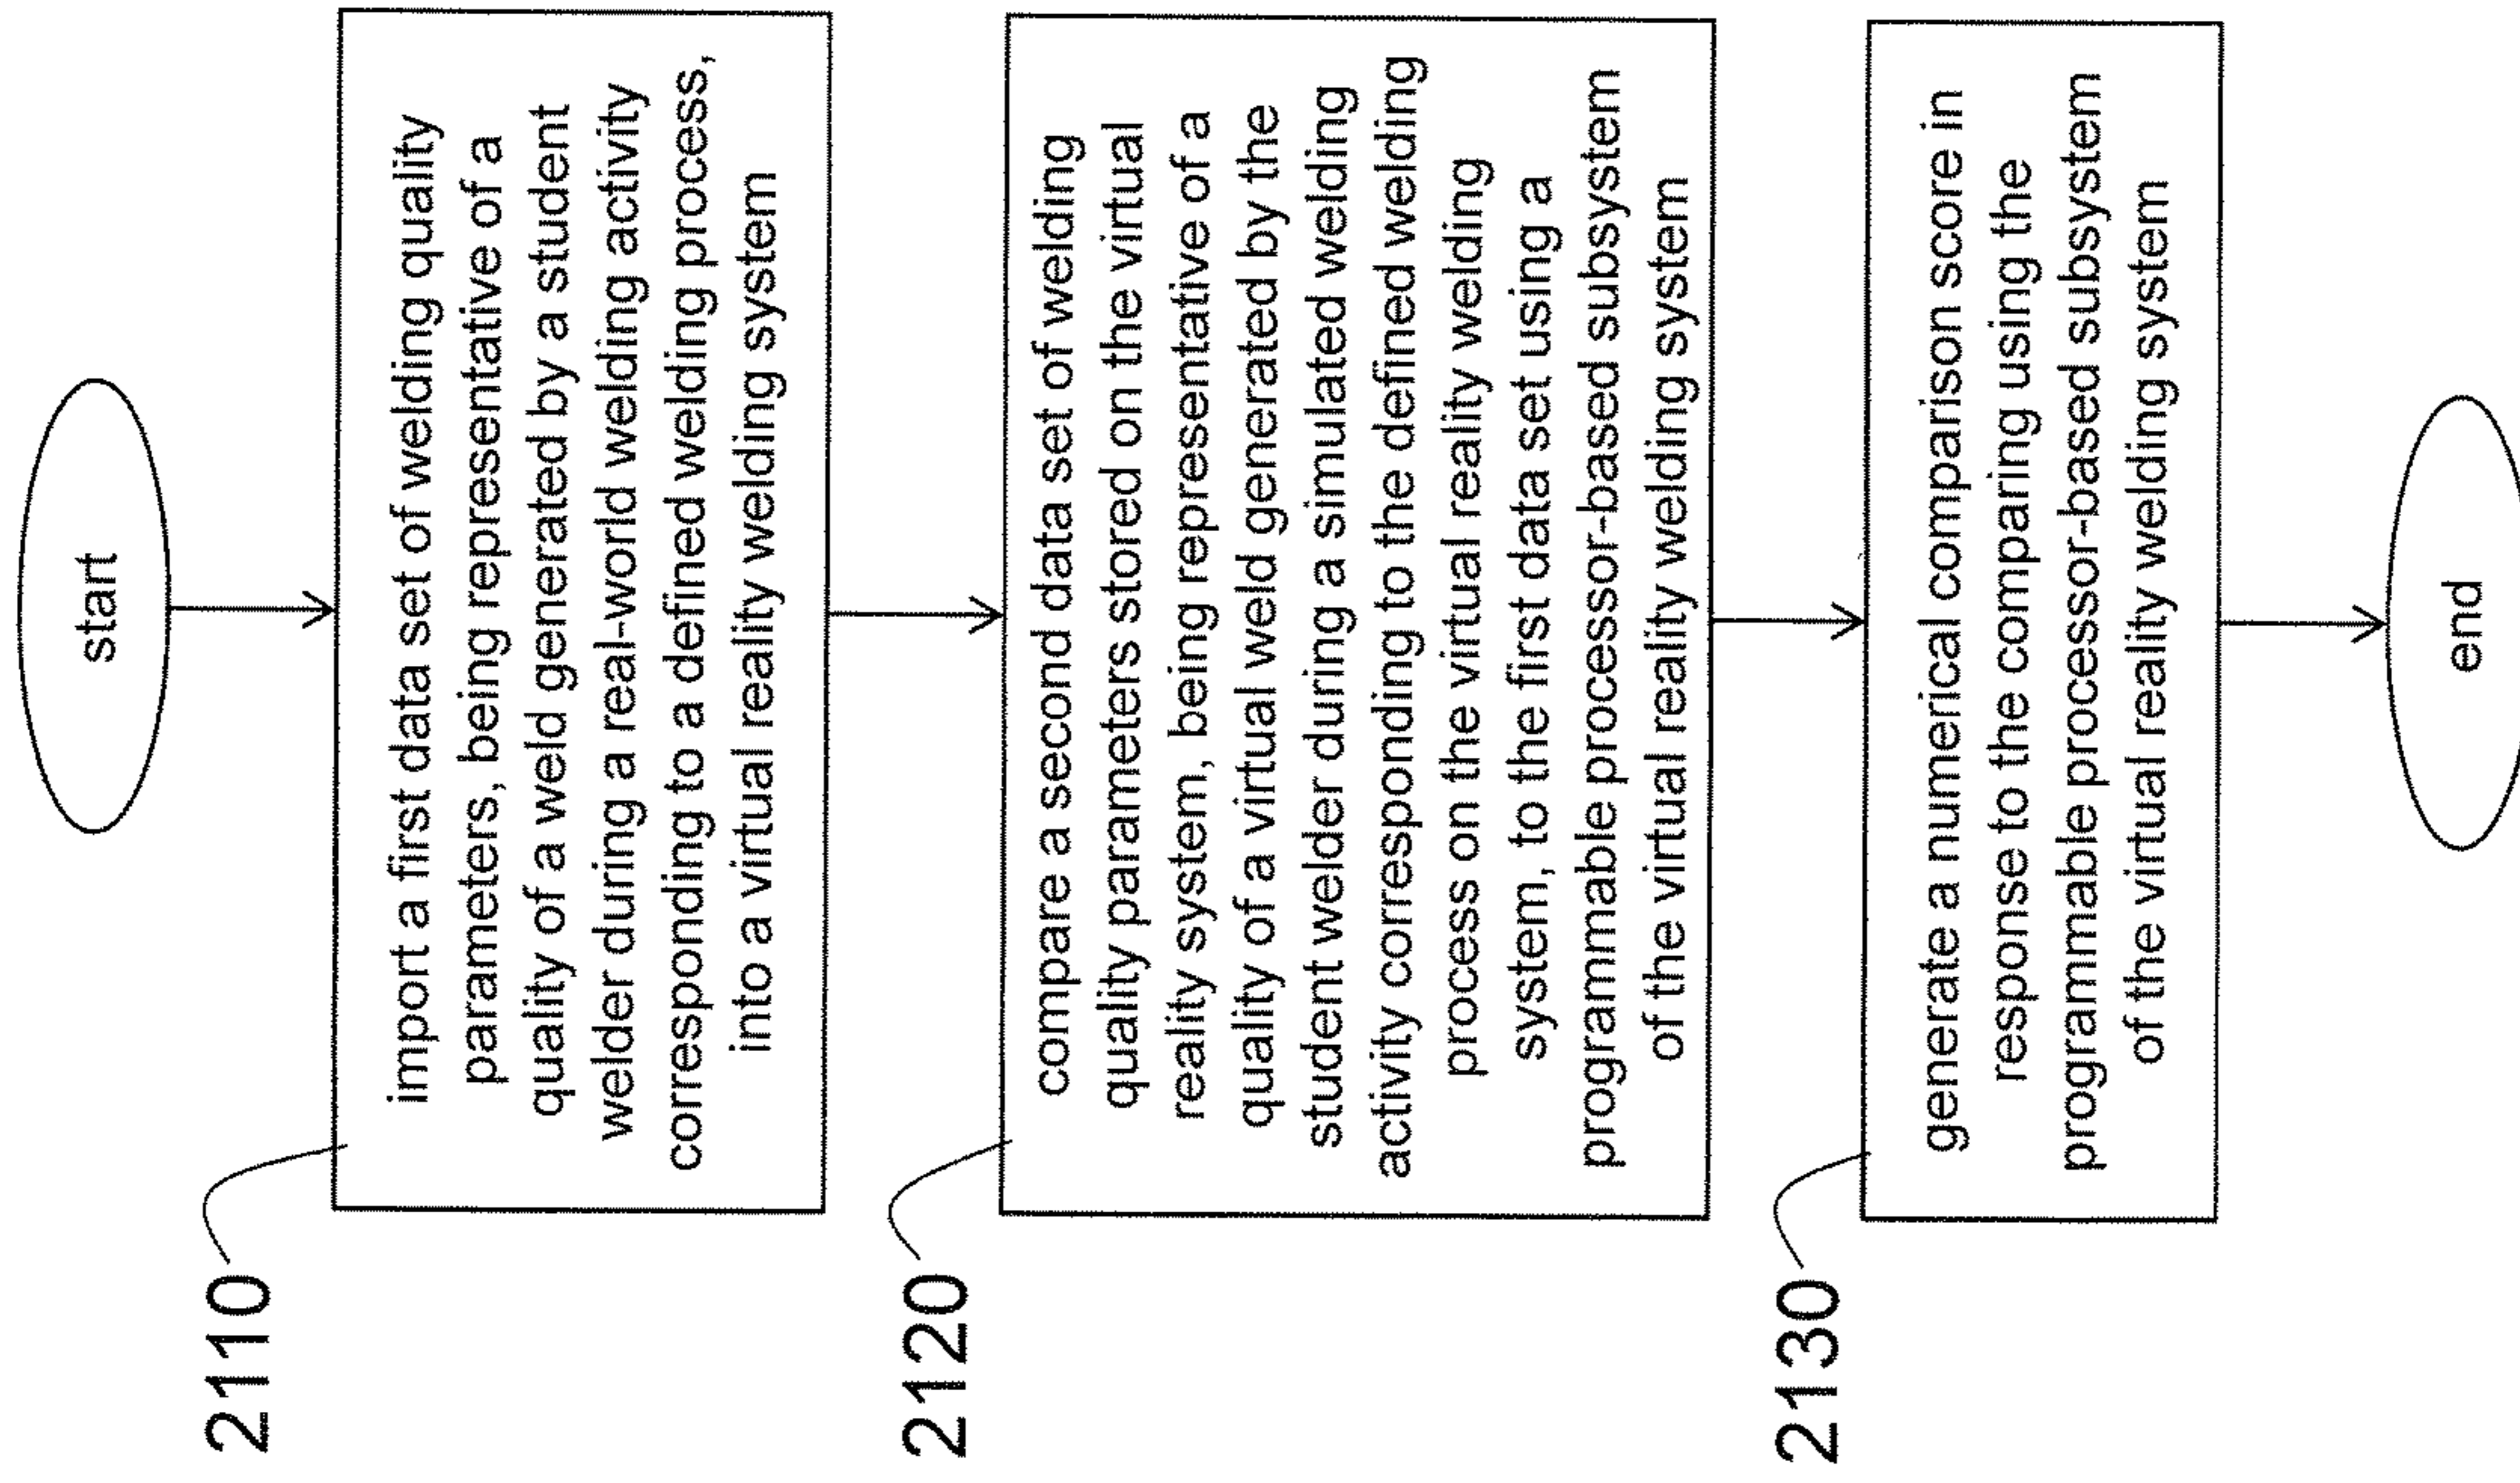 start
2110
import a first data set of welding quality
parameters, being representative of a
quality of a weld generated by a student
welder during a real-world welding activity
corresponding to a defined welding process,
into a virtual reality welding system
2120
compare a second data set of welding
quality parameters stored on the virtual
reality system, being representative of a
quality of a virtual weld generated by the
student welder during a simulated welding
activity corresponding to the defined welding
process on the virtual reality welding
system, to the first data set using a
programmable processor-based subsystem
of the virtual reality welding system
2130
generate a numerical comparison score in
response to the comparing using the
programmable processor-based subsystem
of the virtual reality welding system
end